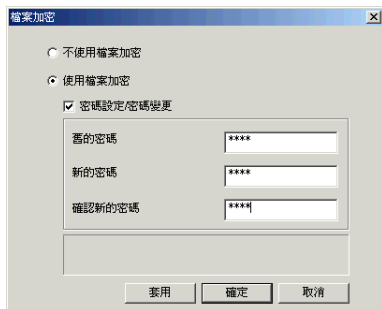 檔案加密
不使用檔案加密
使用檔案加密
密碼設定/密碼變更
舊的密碼 ****
新的密碼 ****
確認新的密碼 ****
套用 確定 取消